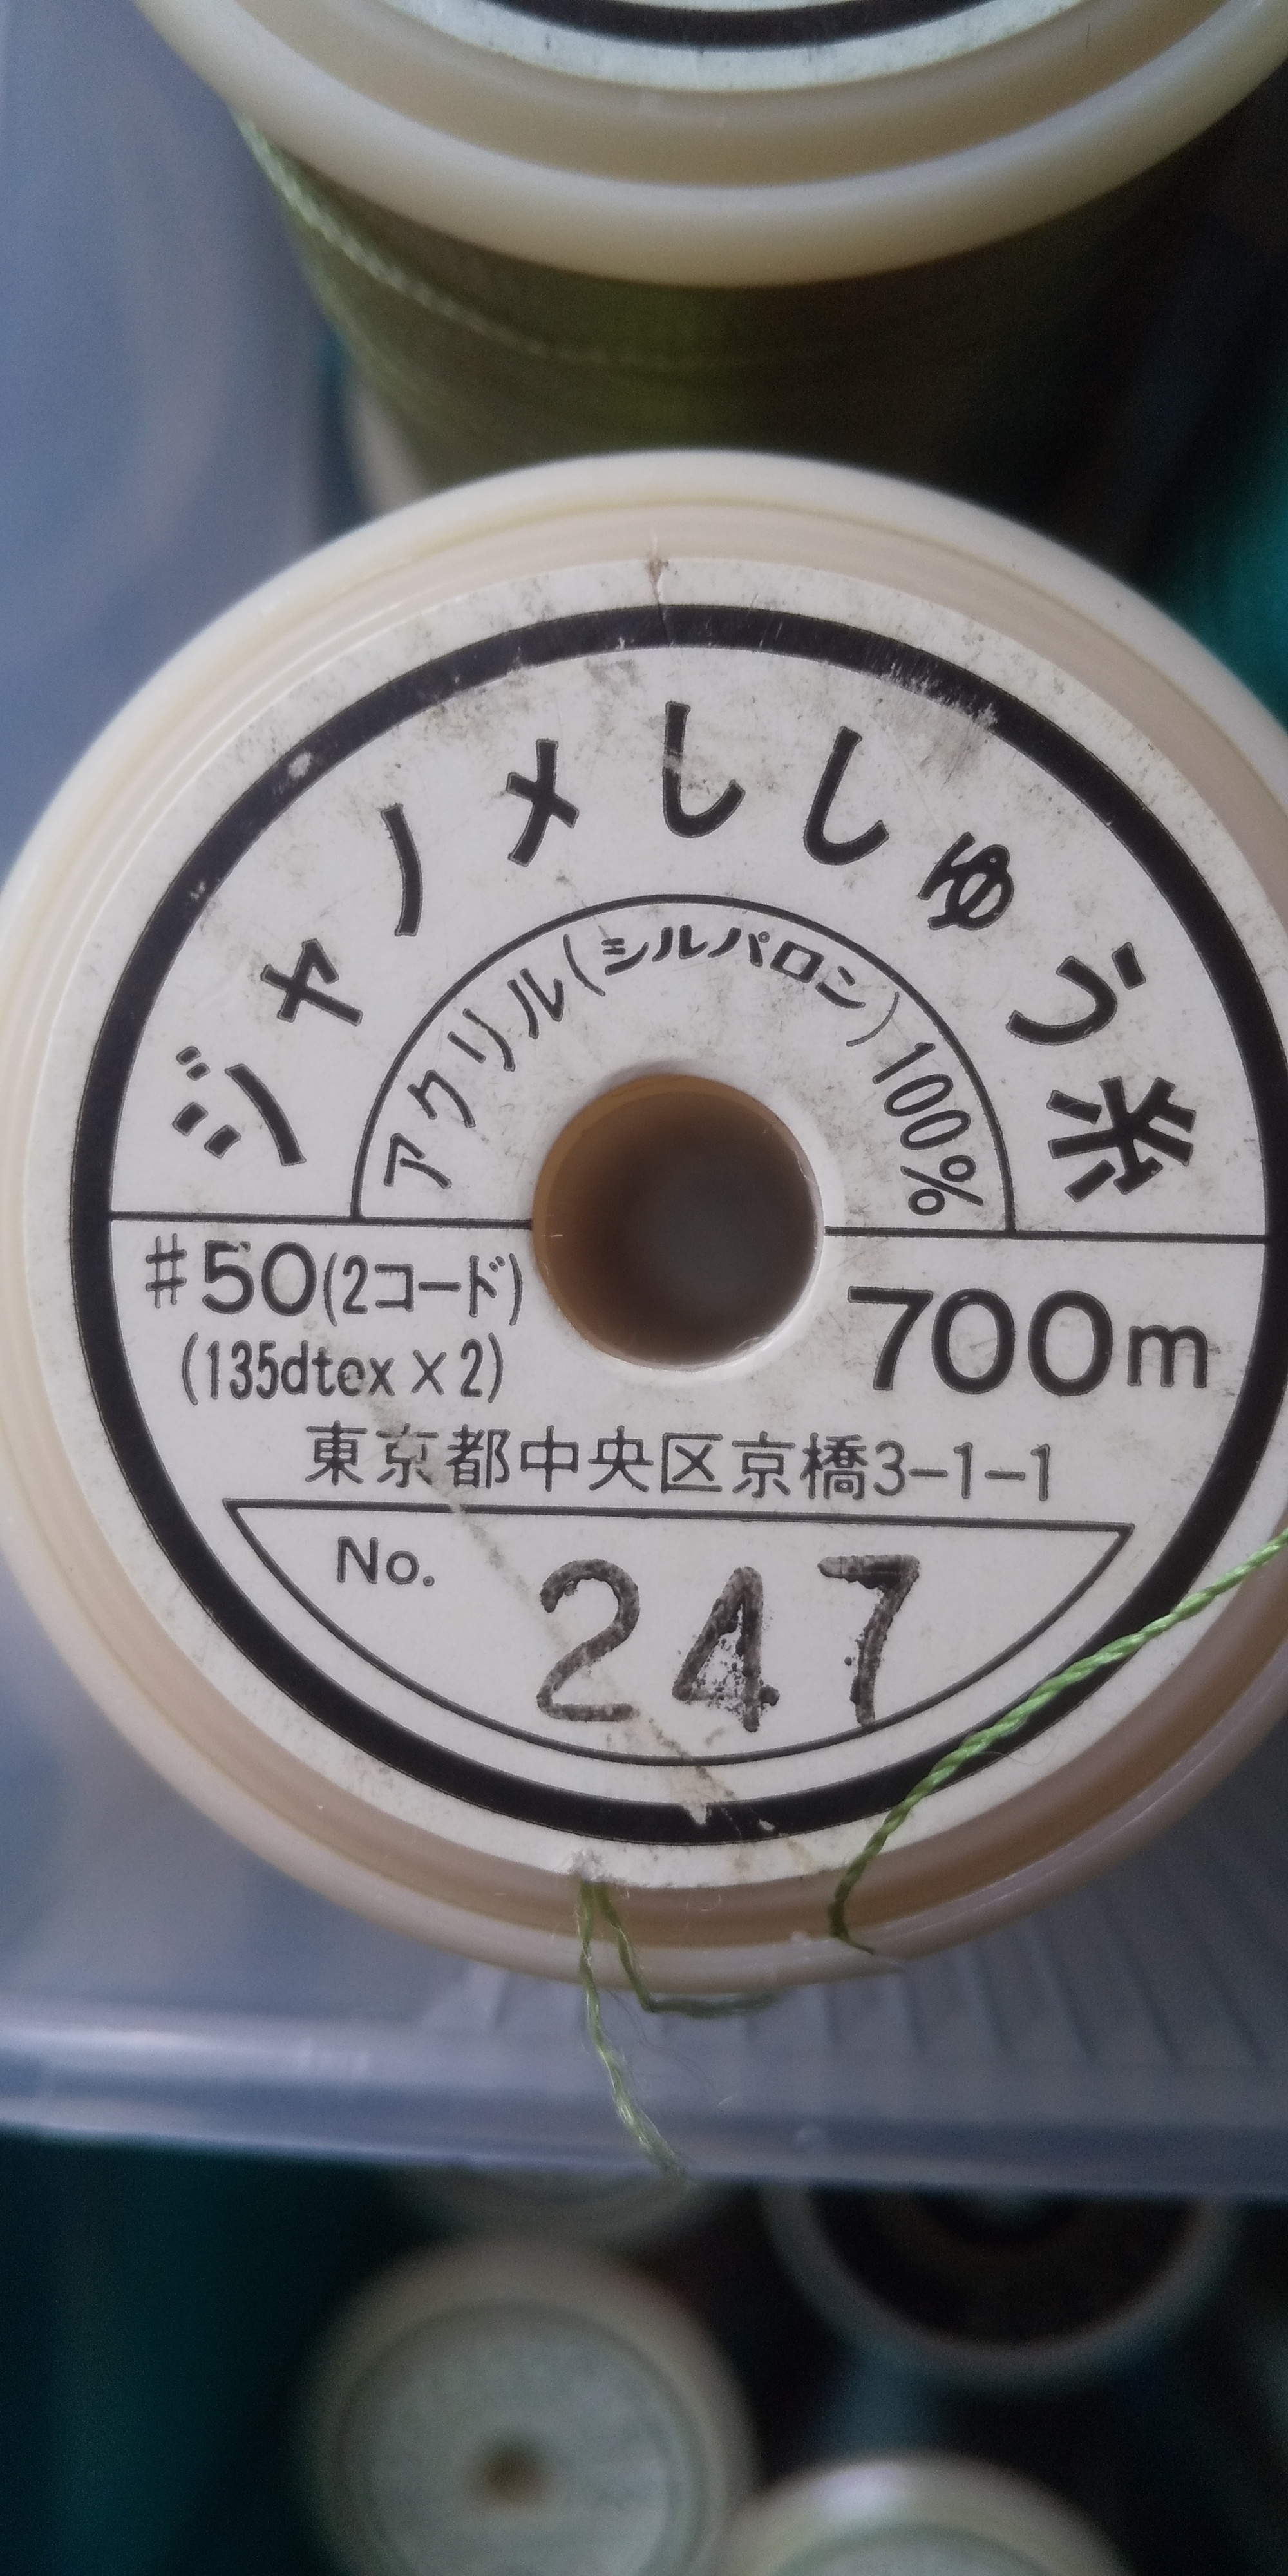 ジャノメししゅう糸
アクリル(シルパロン)100%
#50(2コード)
(135dtex×2)
700m
東京都中央区京橋3-1-1
No. 247